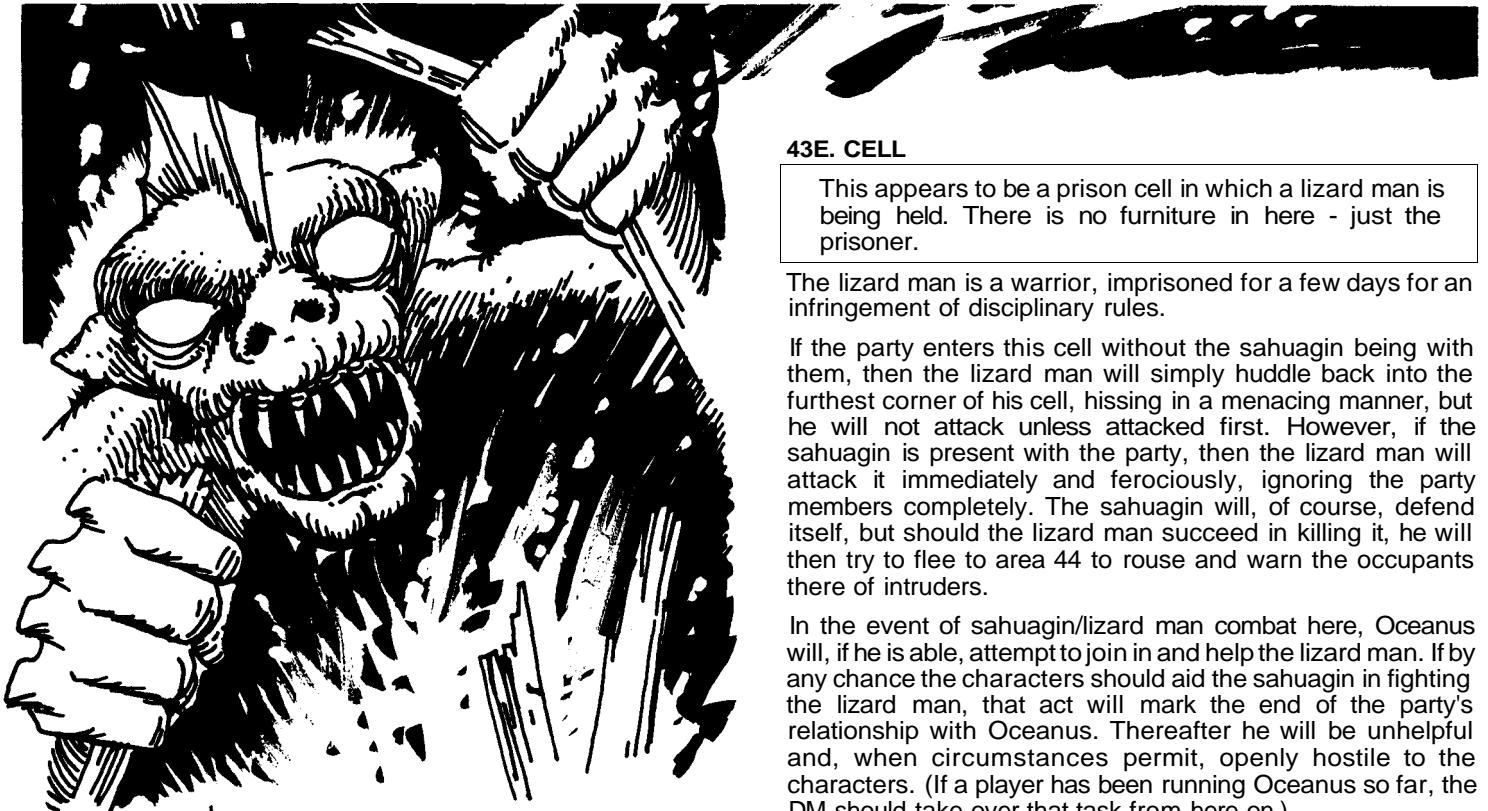 43E. CELL
This appears to be a prison cell in which a lizard man is
being held. There is no furniture in here - just the
prisoner.
The lizard man is a warrior, imprisoned for a few days for an
infringement of disciplinary rules.
If the party enters this cell without the sahuagin being with
them, then the lizard man will simply huddle back into the
furthest corner of his cell, hissing in a menacing manner, but
he will not attack unless attacked first. However, if the
sahuagin is present with the party, then the lizard man will
attack it immediately and ferociously, ignoring the party
members completely. The sahuagin will, of course, defend
itself, but should the lizard man succeed in killing it, he will
then try to flee to area 44 to rouse and warn the occupants
there of intruders.
In the event of sahuagin/lizard man combat here, Oceanus
will, if he is able, attempt to join in and help the lizard man. If by
any chance the characters should aid the sahuagin in fighting
the lizard man, that act will mark the end of the party's
relationship with Oceanus. Thereafter he will be unhelpful
and, when circumstances permit, openly hostile to the
characters. (If a player has been running Oceanus so far, the
DM should take over that task from here on.)